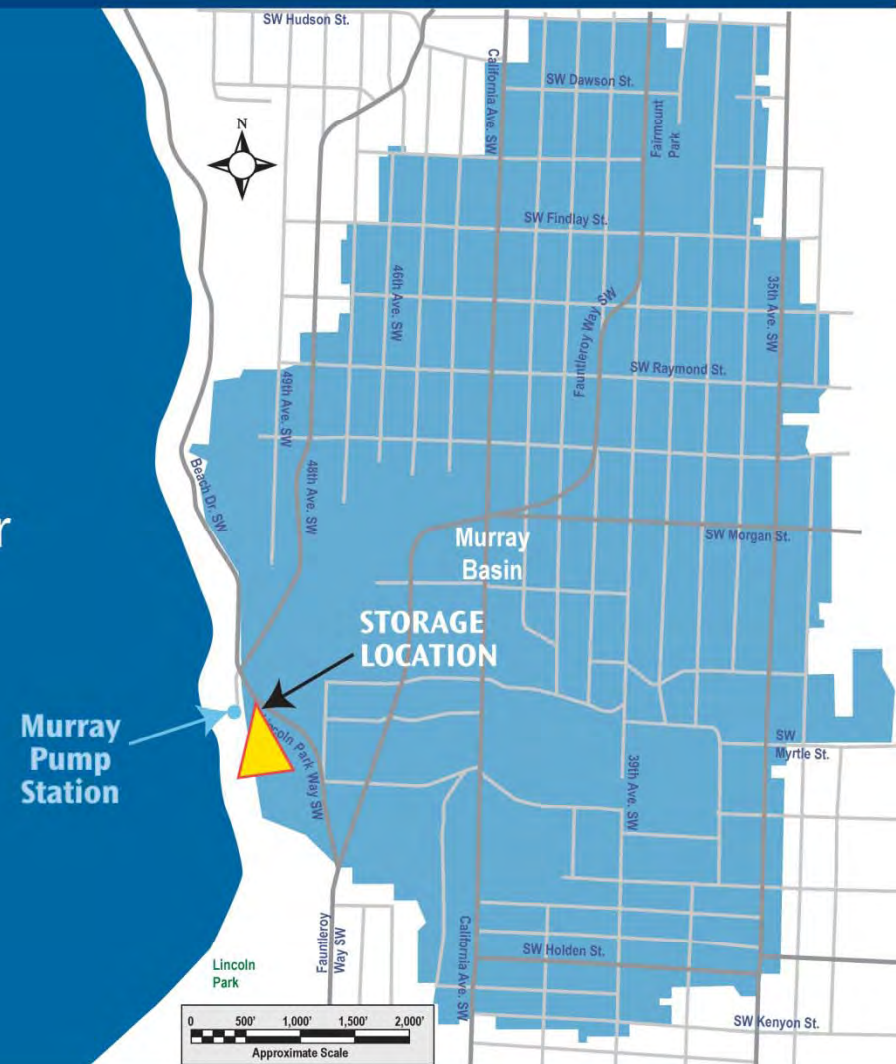 SW Hudson St.
California Ave. SW
SW Dawson St.
Fairmount
Park
N
SW Findlay St.
46th Ave. SW
35th Ave. SW
Fauntleroy Way SW
SW Raymond St.
49th Ave. SW
48th Ave. SW
Beach Dr. SW
r
SW Morgan St.
Murray
Basin
STORAGE
LOCATION
Murray
Pump
Station
Lincoln Park Way SW
SW
Myrtle St.
39th Ave. SW
Fauntleroy
Way SW
California Ave. SW
SW Holden St.
Lincoln
Park
0 500' 1,000' 1,500' 2,000'
Approximate Scale
SW Kenyon St.